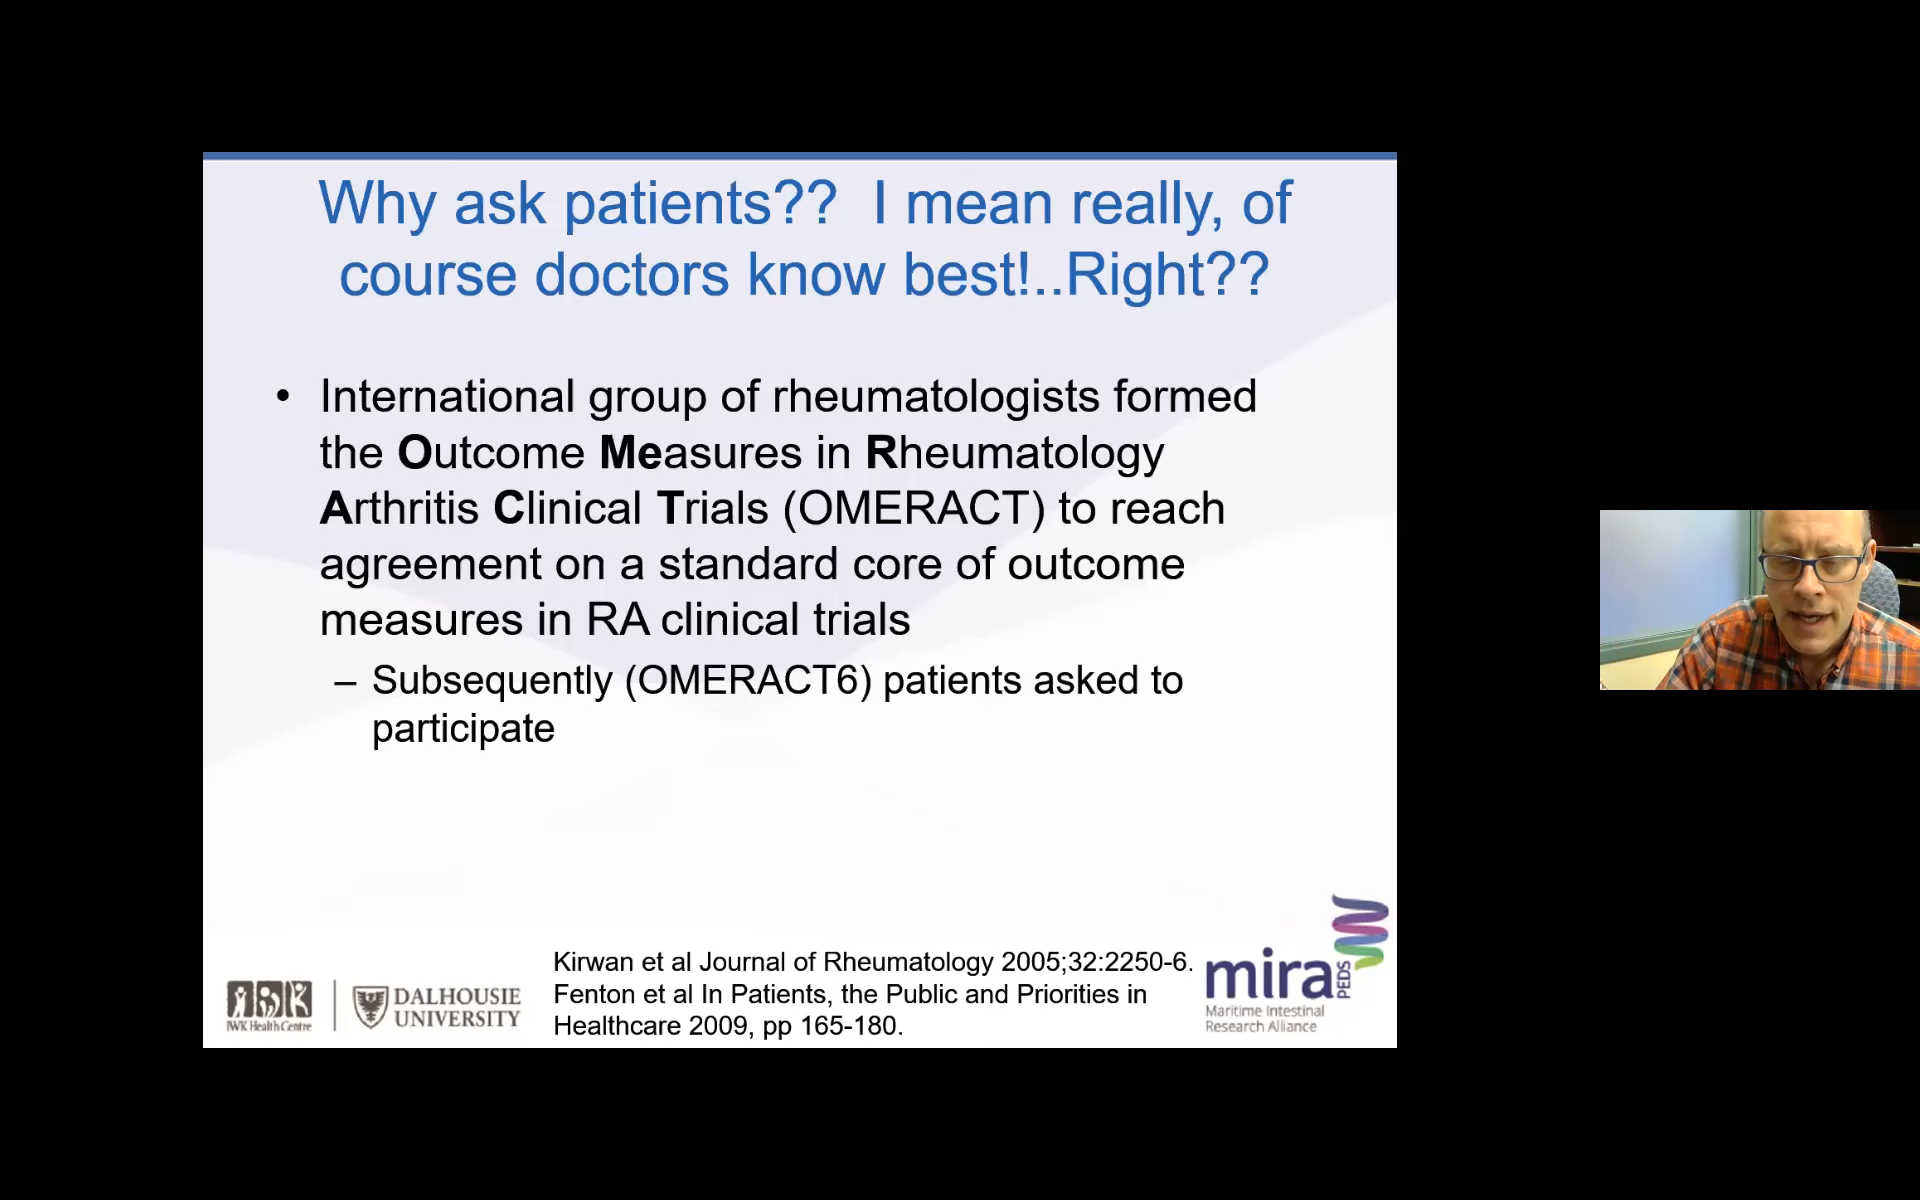 Why ask patients??  I mean really, of
course doctors know best!..Right??
• International group of rheumatologists formed
the Outcome Measures in Rheumatology
Arthritis Clinical Trials (OMERACT) to reach
agreement on a standard core of outcome
measures in RA clinical trials
– Subsequently (OMERACT6) patients asked to
participate
Kirwan et al Journal of Rheumatology 2005;32:2250-6.
Fenton et al In Patients, the Public and Priorities in
Healthcare 2009, pp 165-180.
IWK
IWK Health Centre
DALHOUSIE
UNIVERSITY
mira
PEDS
Maritime Intestinal
Research Alliance